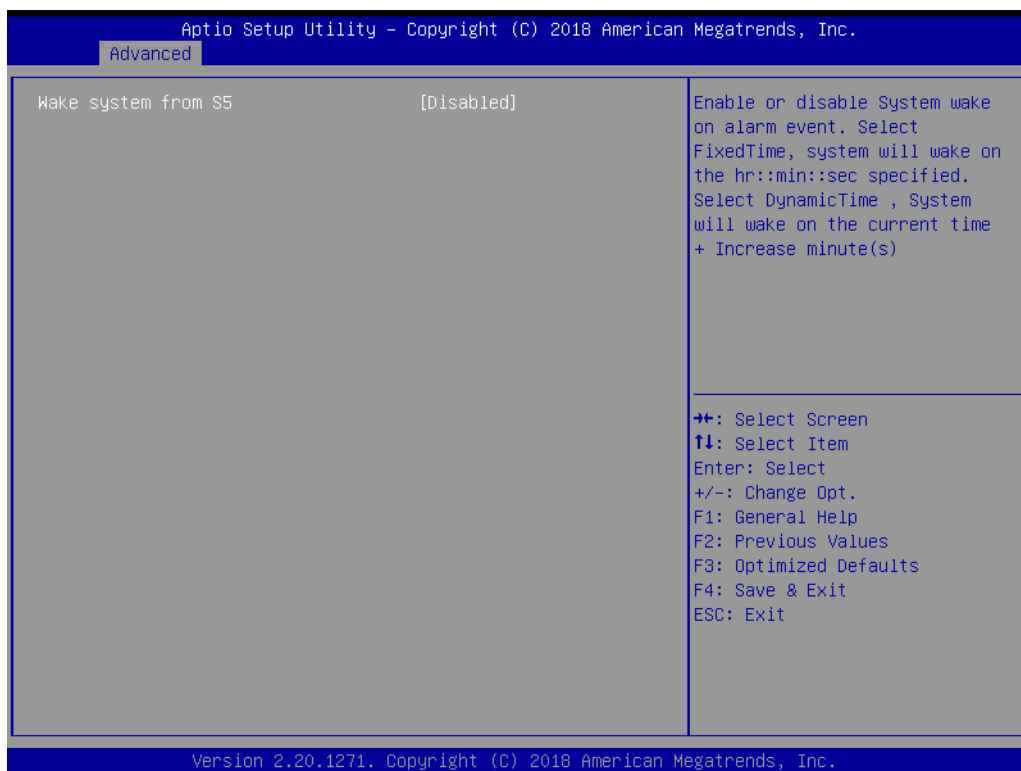 Aptio Setup Utility – Copyright (C) 2018 American Megatrends, Inc.
Advanced
Wake system from S5 [Disabled]
Enable or disable System wake
on alarm event. Select
FixedTime, system will wake on
the hr::min::sec specified.
Select DynamicTime , System
will wake on the current time
+ Increase minute(s)
→←: Select Screen
↑↓: Select Item
Enter: Select
+/-: Change Opt.
F1: General Help
F2: Previous Values
F3: Optimized Defaults
F4: Save & Exit
ESC: Exit
Version 2.20.1271. Copyright (C) 2018 American Megatrends, Inc.